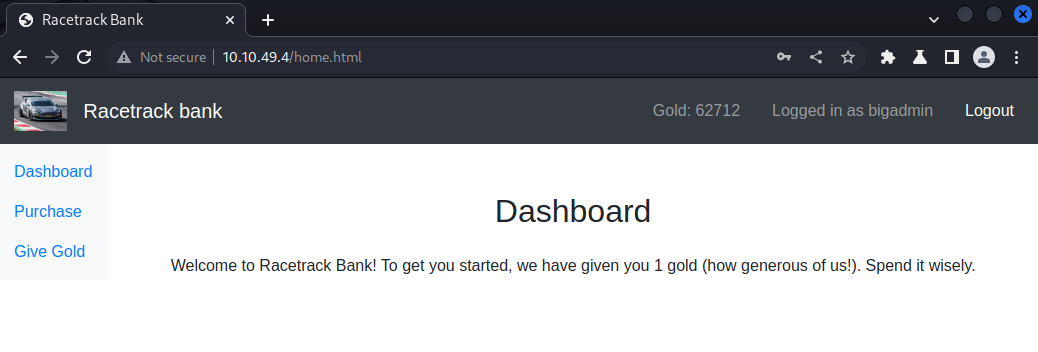 Racetrack Bank
Not secure 10.10.49.4/home.html
Racetrack bank Gold: 62712 Logged in as bigadmin Logout
Dashboard
Purchase
Give Gold
Dashboard
Welcome to Racetrack Bank! To get you started, we have given you 1 gold (how generous of us!). Spend it wisely.